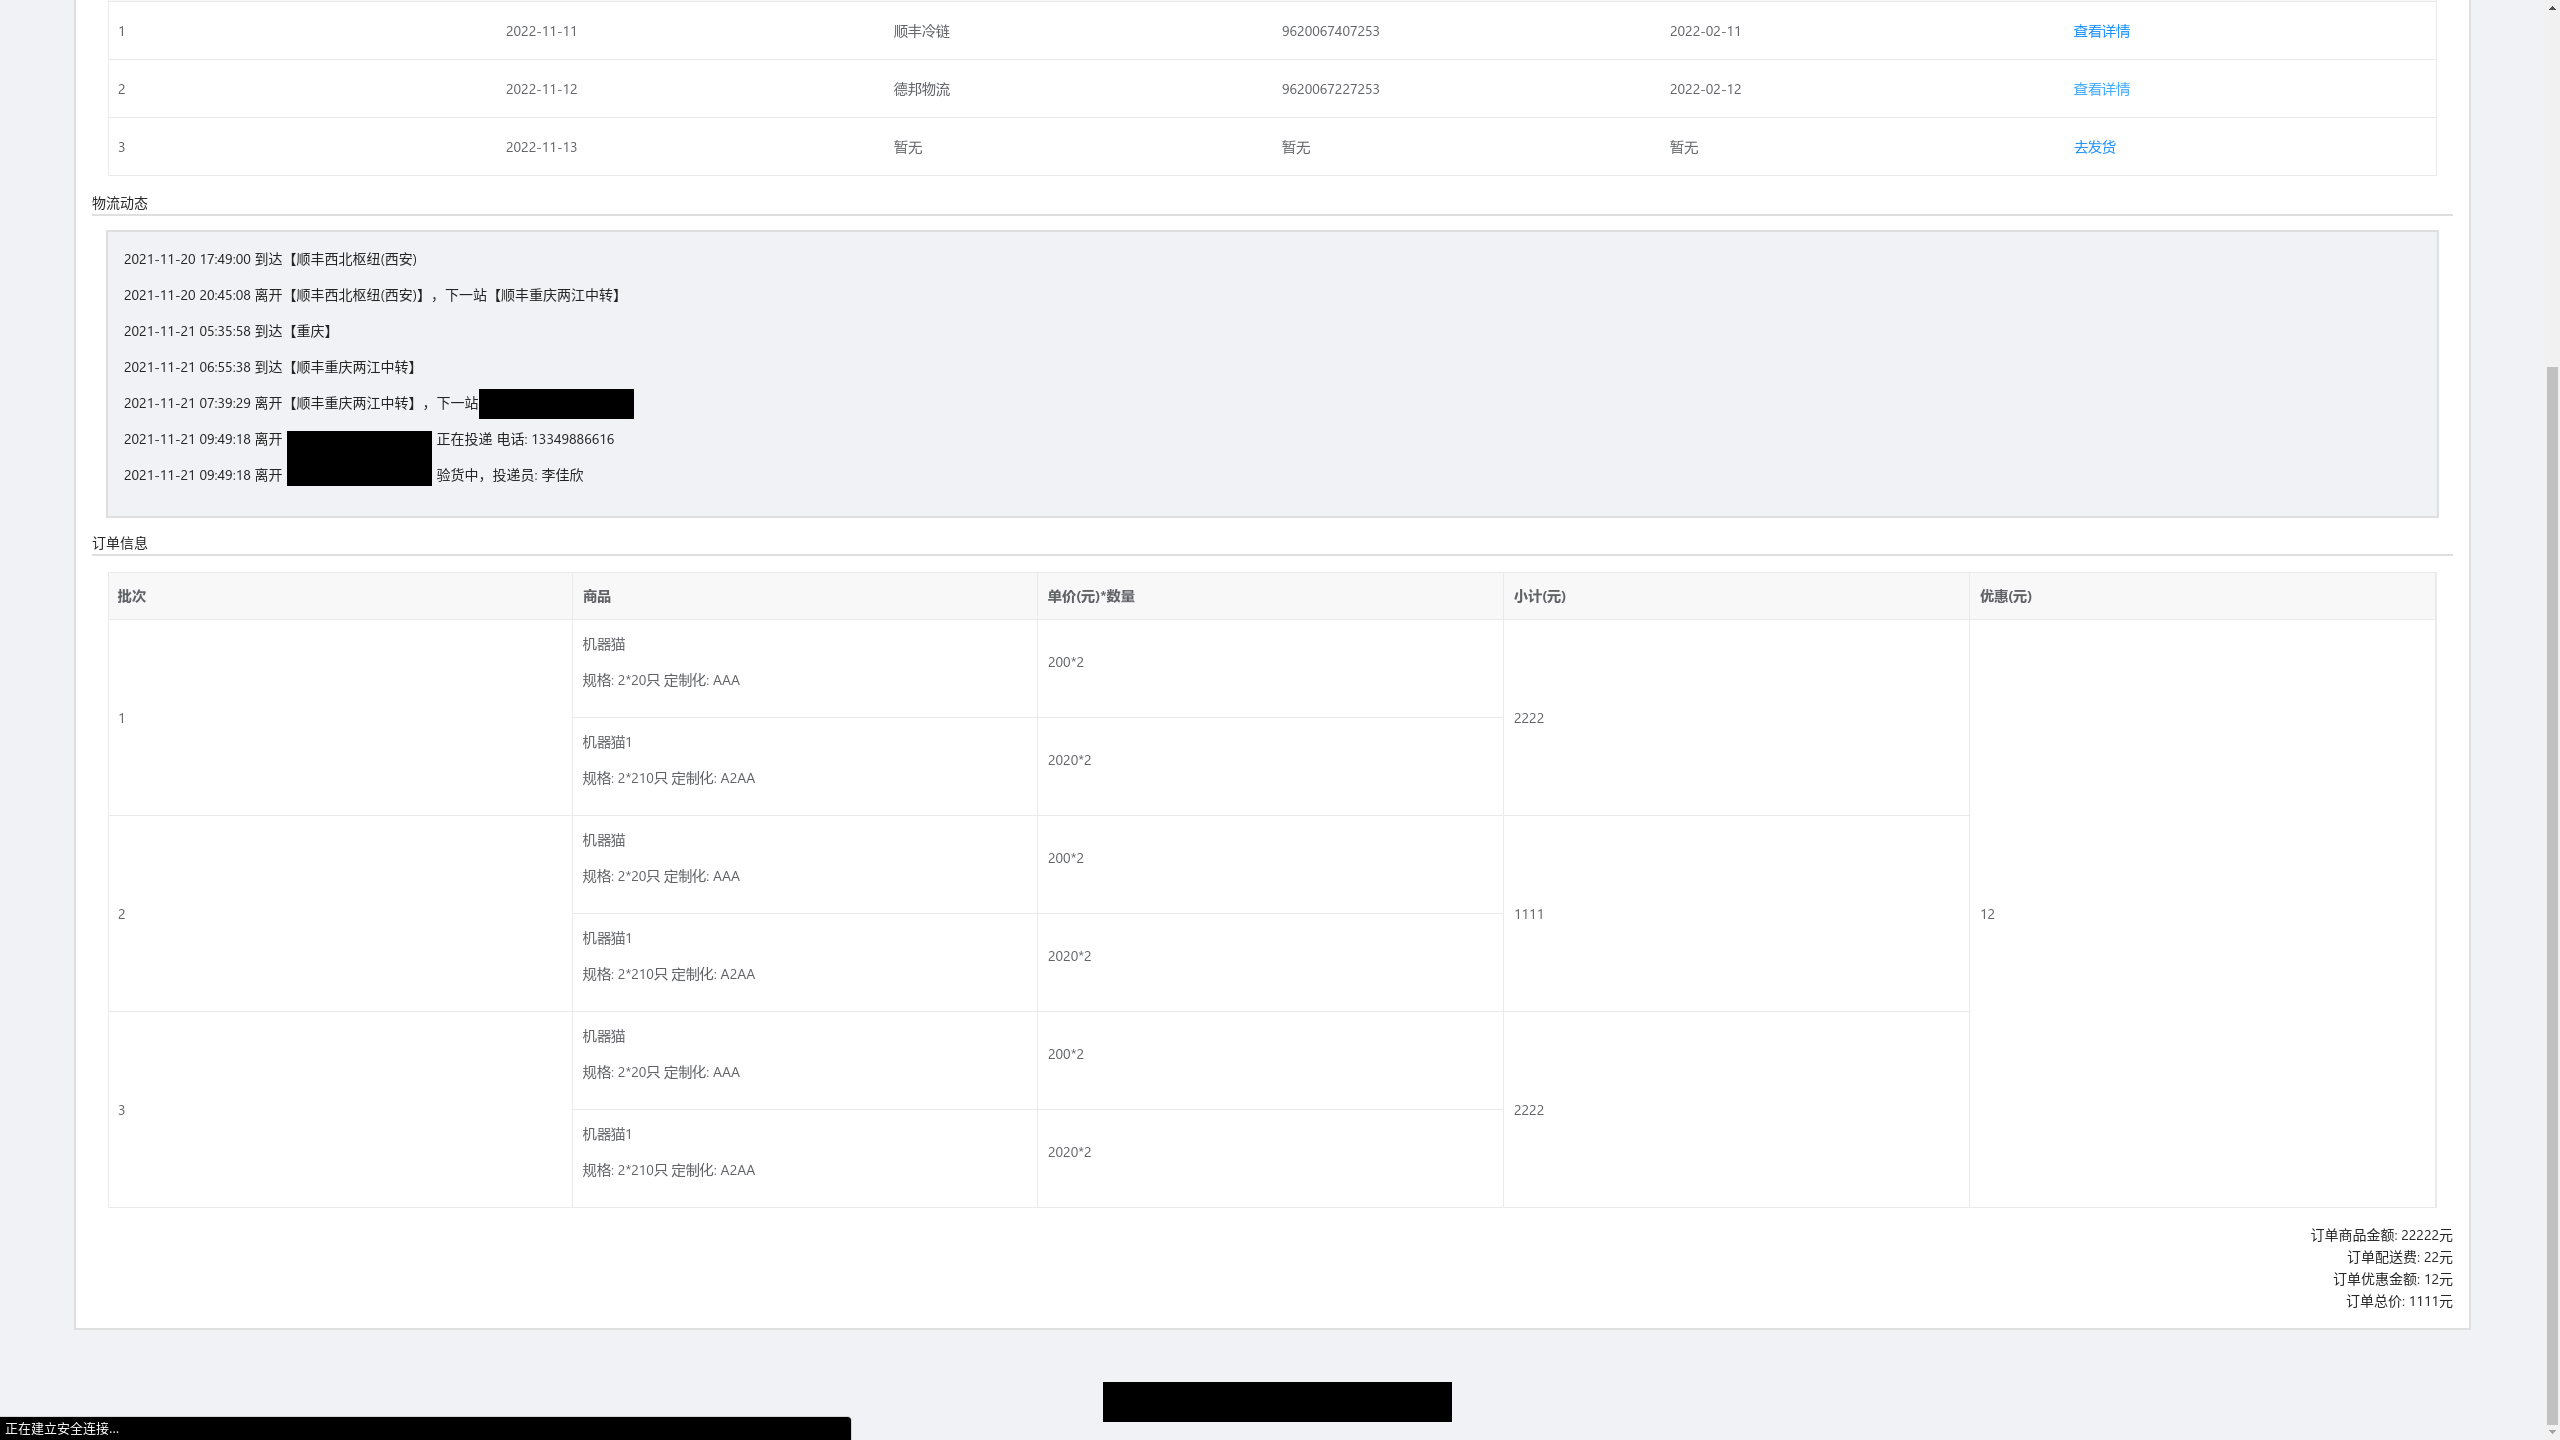 1 2022-11-11 顺丰冷链 9620067407253 2022-02-11 查看详情
2 2022-11-12 德邦物流 9620067227253 2022-02-12 查看详情
3 2022-11-13 暂无 暂无 暂无 去发货
物流动态
2021-11-20 17:49:00 到达【顺丰西北枢纽(西安)
2021-11-20 20:45:08 离开【顺丰西北枢纽(西安)】，下一站【顺丰重庆两江中转】
2021-11-21 05:35:58 到达【重庆】
2021-11-21 06:55:38 到达【顺丰重庆两江中转】
2021-11-21 07:39:29 离开【顺丰重庆两江中转】，下一站
2021-11-21 09:49:18 离开 正在投递 电话: 13349886616
2021-11-21 09:49:18 离开 验货中，投递员: 李佳欣
订单信息
批次 商品 单价(元)*数量 小计(元) 优惠(元)
1
机器猫
规格: 2*20只 定制化: AAA
200*2
2222
12
机器猫1
规格: 2*210只 定制化: A2AA
2020*2
2
机器猫
规格: 2*20只 定制化: AAA
200*2
1111
机器猫1
规格: 2*210只 定制化: A2AA
2020*2
3
机器猫
规格: 2*20只 定制化: AAA
200*2
2222
机器猫1
规格: 2*210只 定制化: A2AA
2020*2
订单商品金额: 22222元
订单配送费: 22元
订单优惠金额: 12元
订单总价: 1111元
正在建立安全连接...